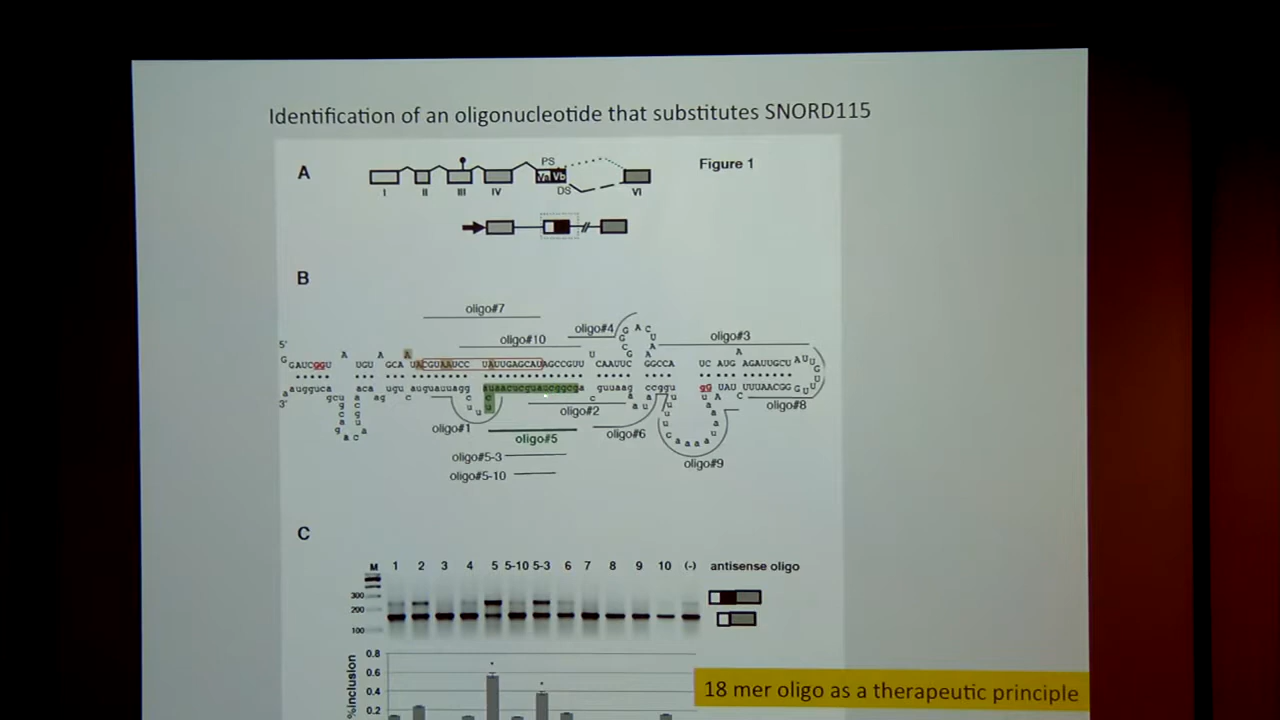 Identification of an oligonucleotide that substitutes SNORD115
Figure 1
A
PS
Va Vb
I II III IV DS VI
B
oligo#7
oligo#10
oligo#4
oligo#3
5'
3'
oligo#1
oligo#2
oligo#5
oligo#6
oligo#8
oligo#5-3
oligo#5-10
oligo#9
C
M 1 2 3 4 5 5-10 5-3 6 7 8 9 10 (-) antisense oligo
300
200
100
%Inclusion
0.8
0.6
0.4
0.2
18 mer oligo as a therapeutic principle